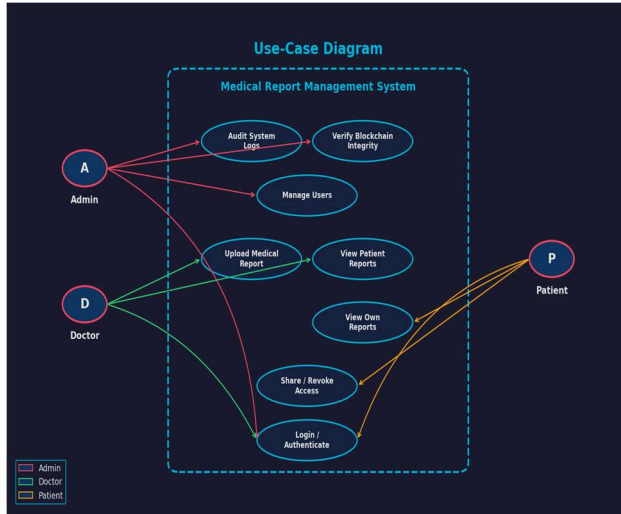 Use-Case Diagram
Medical Report Management System
Audit System
Logs
Verify Blockchain
Integrity
A
Admin
Manage Users
Upload Medical
Report
View Patient
Reports
P
Patient
D
Doctor
View Own
Reports
Share / Revoke
Access
Login /
Authenticate
Admin
Doctor
Patient